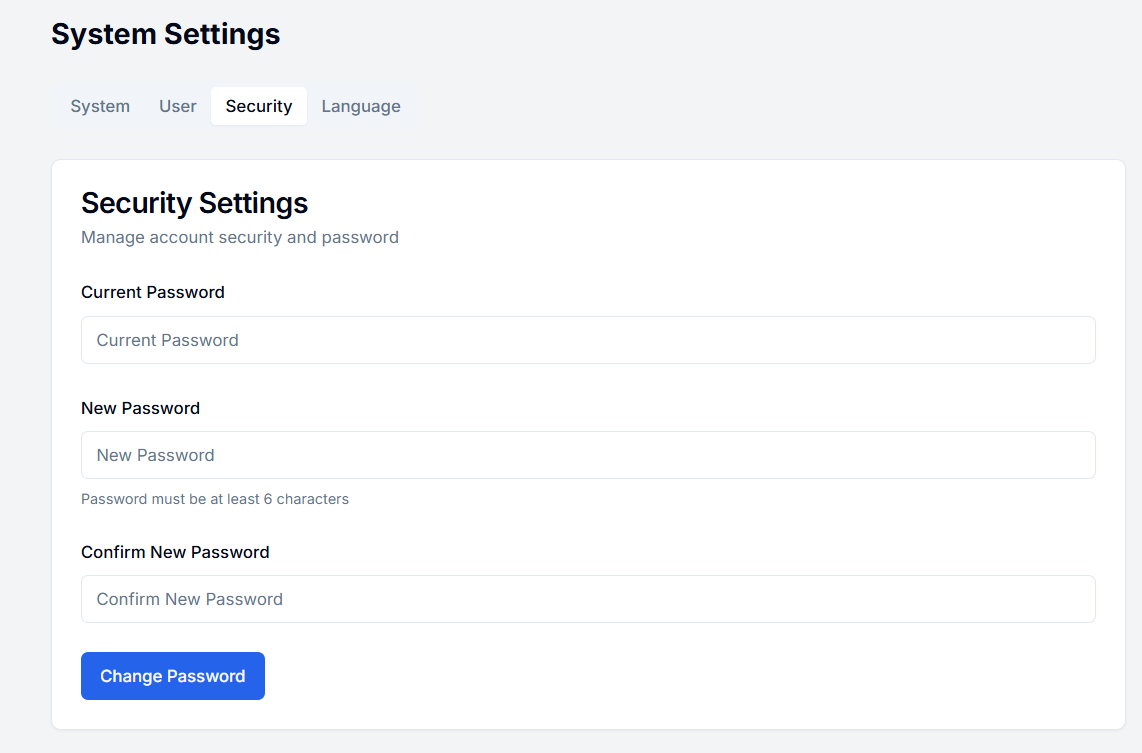 System Settings
System User Security Language
Security Settings
Manage account security and password
Current Password
Current Password
New Password
New Password
Password must be at least 6 characters
Confirm New Password
Confirm New Password
Change Password